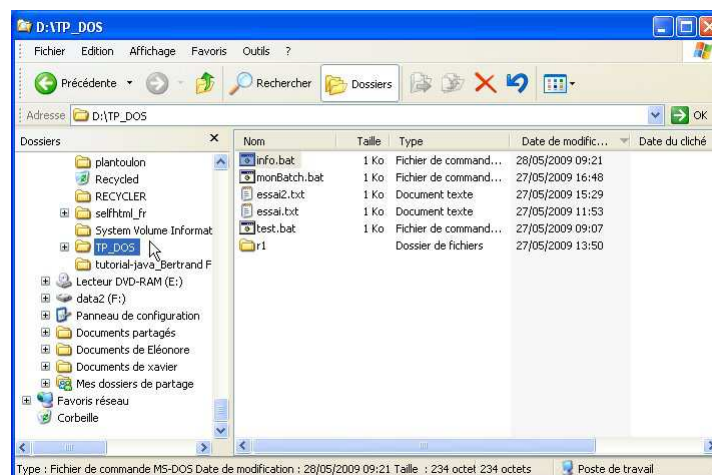 D:\TP_DOS
Fichier Edition Affichage Favoris Outils ?
Précédente Rechercher Dossiers
Adresse D:\TP_DOS OK
Dossiers × Nom Taille Type Date de modific... Date du cliché
plantoulon info.bat 1 Ko Fichier de command... 28/05/2009 09:21
Recycled monBatch.bat 1 Ko Fichier de command... 27/05/2009 16:48
RECYCLER essai2.txt 1 Ko Document texte 27/05/2009 15:29
selfhtml_fr essai.txt 1 Ko Document texte 27/05/2009 11:53
System Volume Informat test.bat 1 Ko Fichier de command... 27/05/2009 09:07
TP_DOS r1 Dossier de fichiers 27/05/2009 13:50
tutorial-java_Bertrand F
Lecteur DVD-RAM (E:)
data2 (F:)
Panneau de configuration
Documents partagés
Documents de Eléonore
Documents de xavier
Mes dossiers de partage
Favoris réseau
Corbeille
Type : Fichier de commande MS-DOS Date de modification : 28/05/2009 09:21 Taille : 234 octet 234 octets Poste de travail